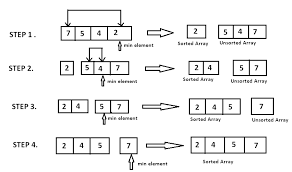 STEP 1. 7 5 4 2 2 5 4 7
min element Sorted Array Unsorted Array
STEP 2. 2 5 4 7 2 4 5 7
min element Sorted Array Unsorted Array
STEP 3. 2 4 5 7 2 4 5 7
min element Sorted Array Unsorted Array
STEP 4. 2 4 5 7 2 4 5 7
min element Sorted Array